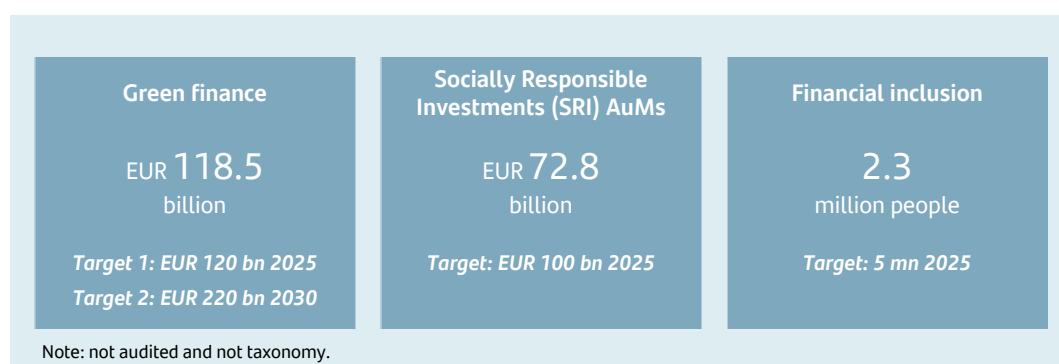 Green finance
EUR 118.5
billion
Target 1: EUR 120 bn 2025
Target 2: EUR 220 bn 2030
Socially Responsible
Investments (SRI) AuMs
EUR 72.8
billion
Target: EUR 100 bn 2025
Financial inclusion
2.3
million people
Target: 5 mn 2025
Note: not audited and not taxonomy.